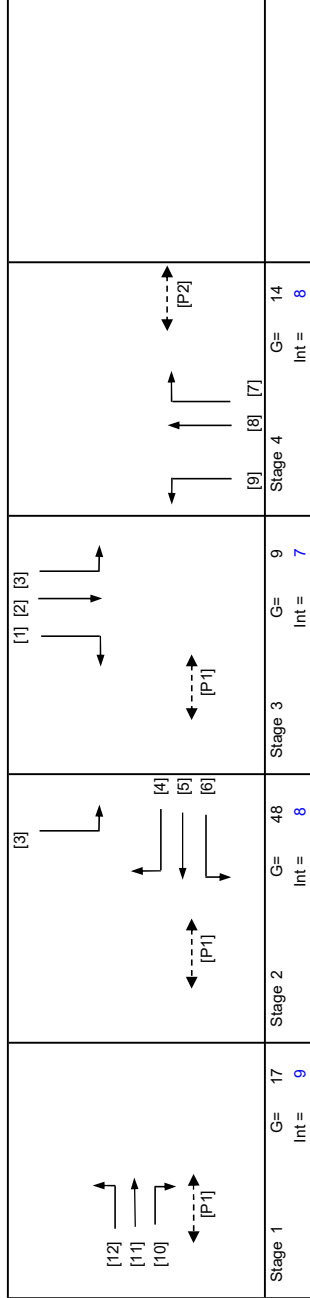 [12]
[11]
[10]
[P1]
Stage 1 G= 17
Int = 9
[3]
[4]
[5]
[6]
[P1]
Stage 2 G= 48
Int = 8
[1] [2] [3]
[P1]
Stage 3 G= 9
Int = 7
[P2]
[9] [8] [7]
Stage 4 G= 14
Int = 8